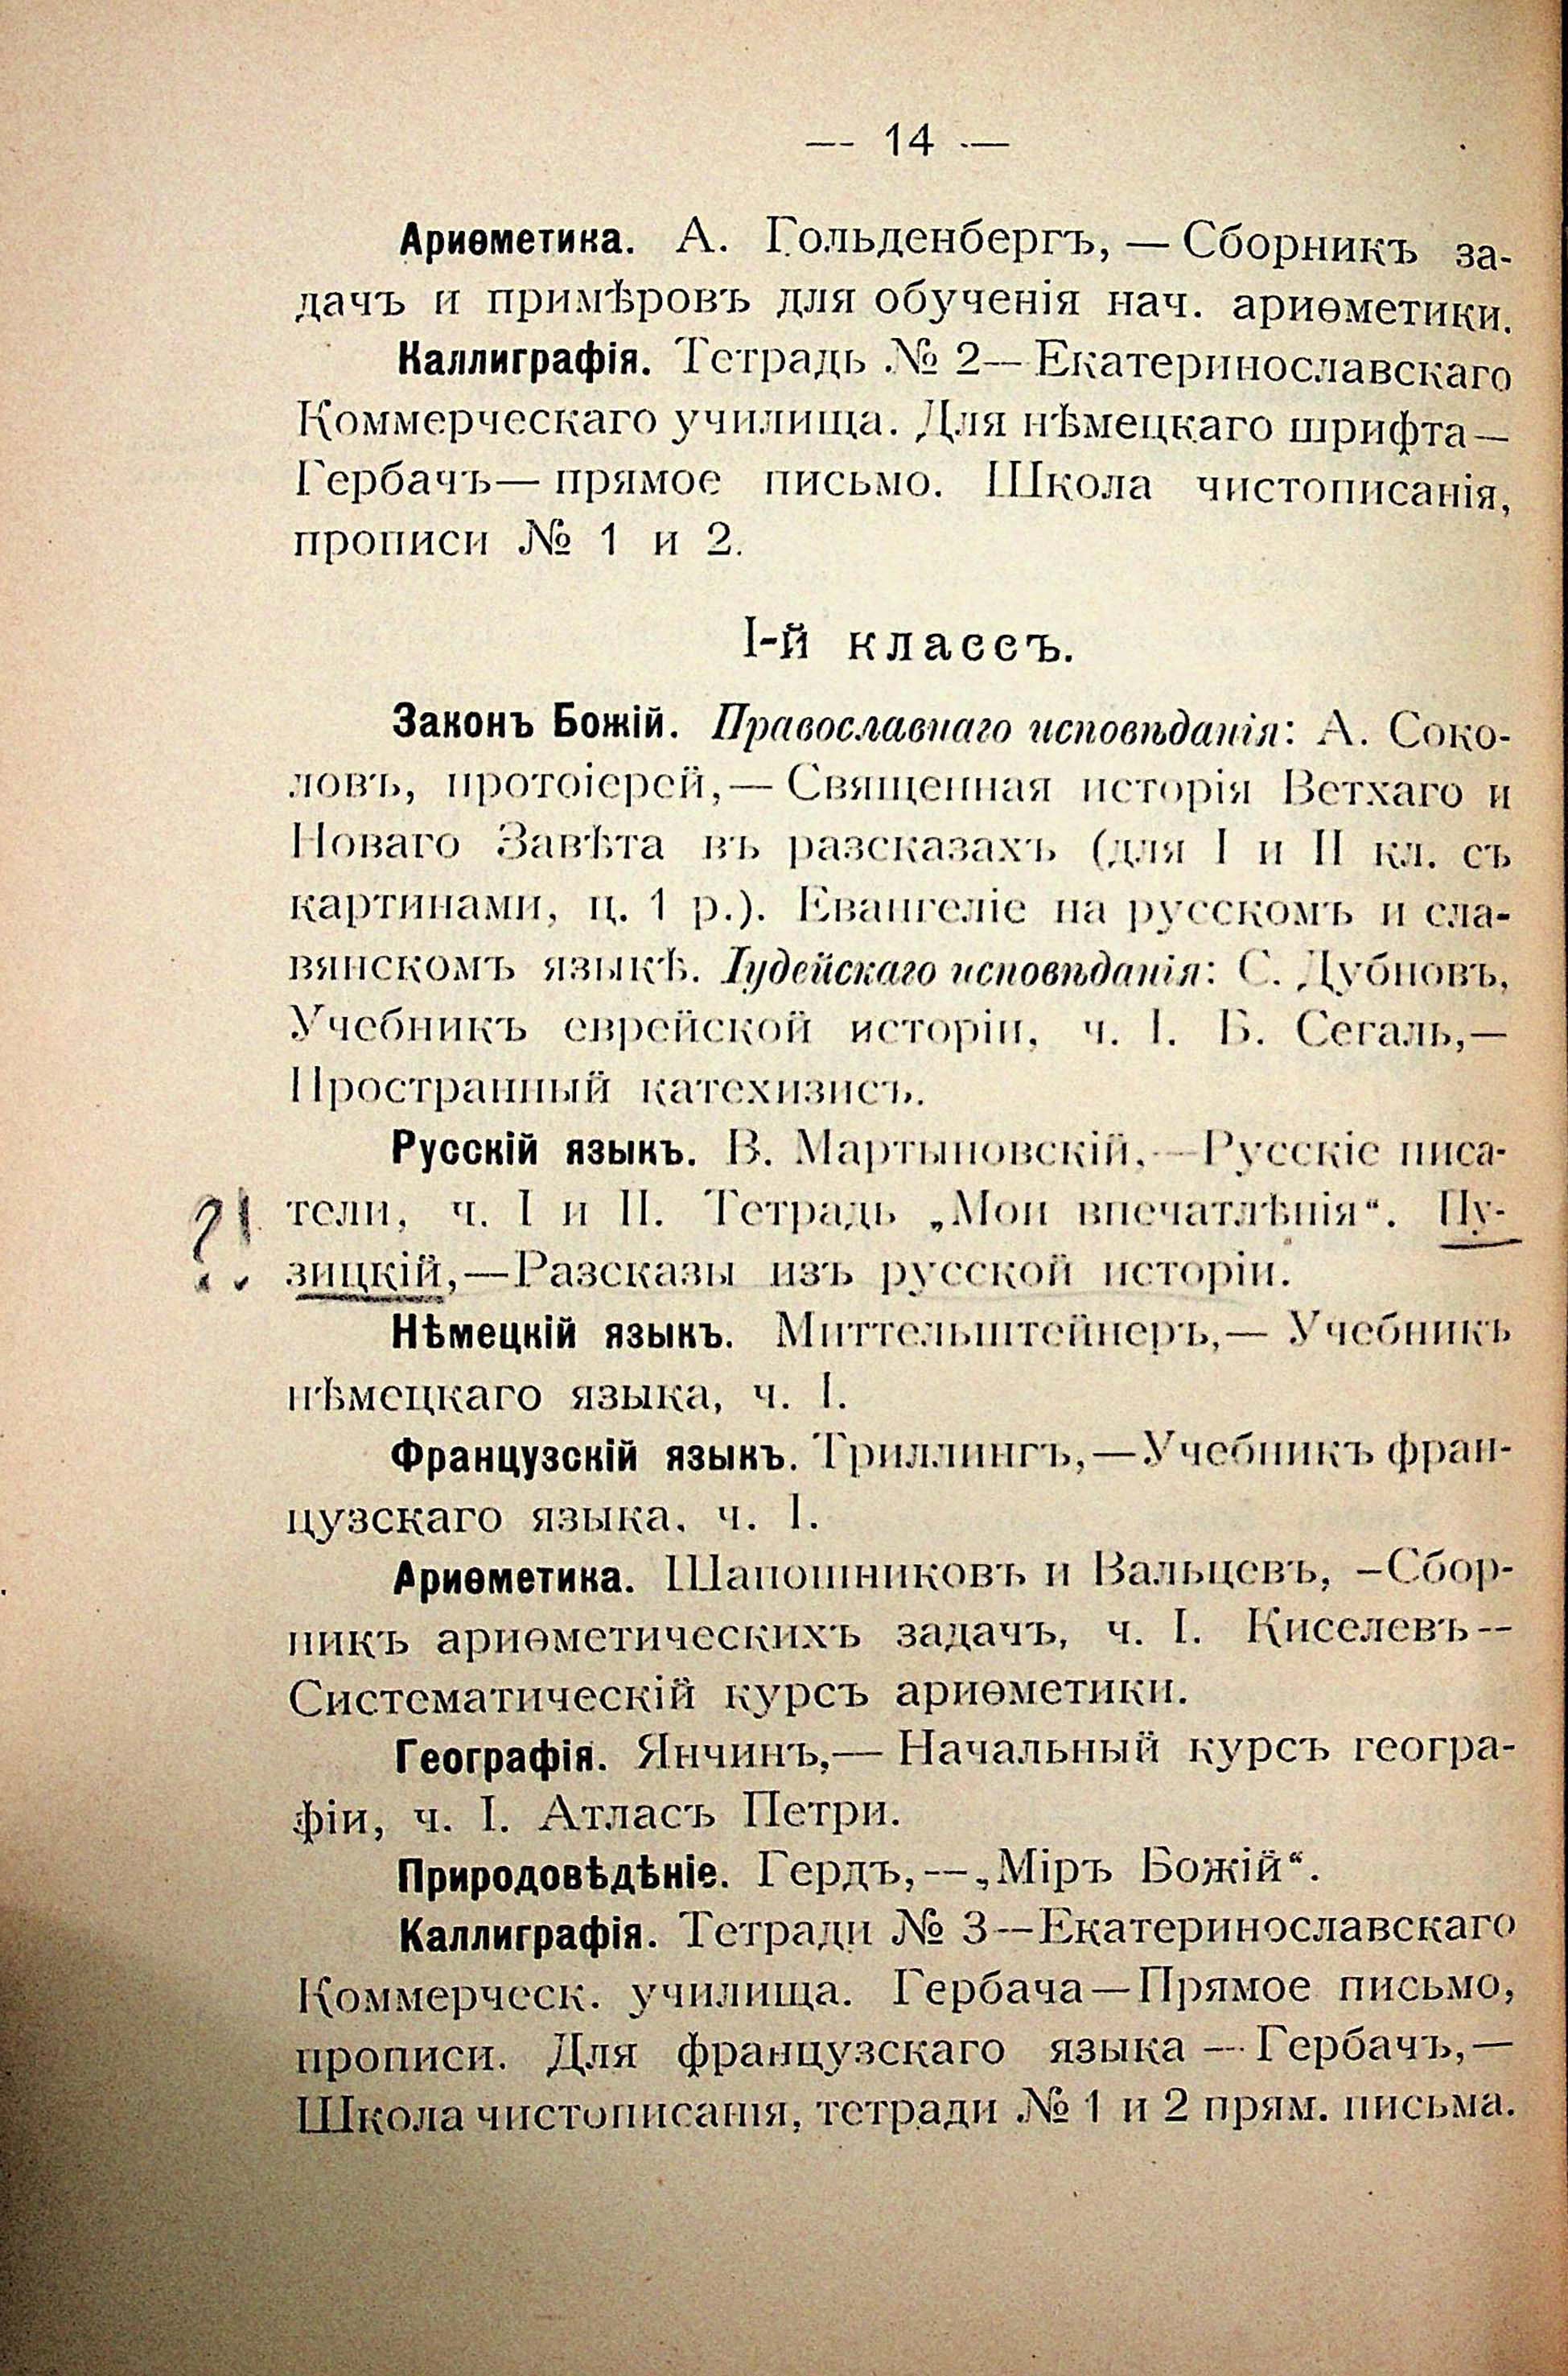 — 14 —
Ариѳметика. А. Гольденбергъ, — Сборникъ за-
дачъ и примѣровъ для обученія нач. ариѳметики.
Каллиграфія. Тетрадь № 2— Екатеринославскаго
Коммерческаго училища. Для нѣмецкаго шрифта—
Гербачъ— прямое письмо. Школа чистописанія,
прописи № 1 и 2.
I-й классъ.
Законъ Божій. Православнаго исповѣданія: А. Соко-
ловъ, протоіерей,— Священная исторія Ветхаго и
Новаго Завѣта въ разсказахъ (для I и II кл. съ
картинами, ц. 1 р.). Евангеліе на русскомъ и сла-
вянскомъ языкѣ. Іудейскаго исповѣданія: С. Дубновъ,
Учебникъ еврейской исторіи, ч. I. Б. Сегаль,—
Пространный катехизисъ.
Русскій языкъ. В. Мартыновскій,—Русскіе писа-
?! тели, ч. I и II. Тетрадь „Мои впечатлѣнія“. Пу-
зицкій,—Разсказы изъ русской исторіи.
Нѣмецкій языкъ. Миттельштейнеръ,— Учебникъ
нѣмецкаго языка, ч. I.
Французскій языкъ. Триллингъ,—Учебникъ фран-
цузскаго языка, ч. I.
Ариѳметика. Шапошниковъ и Вальцевъ, —Сбор-
никъ ариѳметическихъ задачъ, ч. I. Киселевъ—
Систематическій курсъ ариѳметики.
Географія. Янчинъ,— Начальный курсъ геогра-
фіи, ч. I. Атласъ Петри.
Природовѣдѣніе. Гердъ,—„Міръ Божій“.
Каллиграфія. Тетради № 3—Екатеринославскаго
Коммерческ. училища. Гербача—Прямое письмо,
прописи. Для французскаго языка — Гербачъ,—
Школа чистописанія, тетради № 1 и 2 прям. письма.